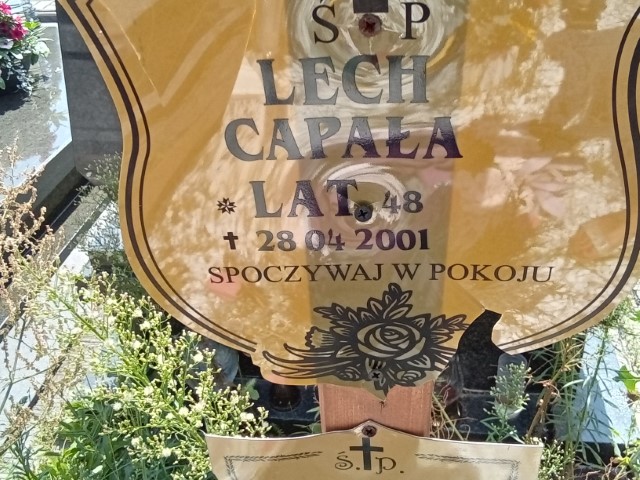 Ś P
LECH
CAPAŁA
LAT 48
28 04 2001
SPOCZYWAJ W POKOJU
Ś.P.